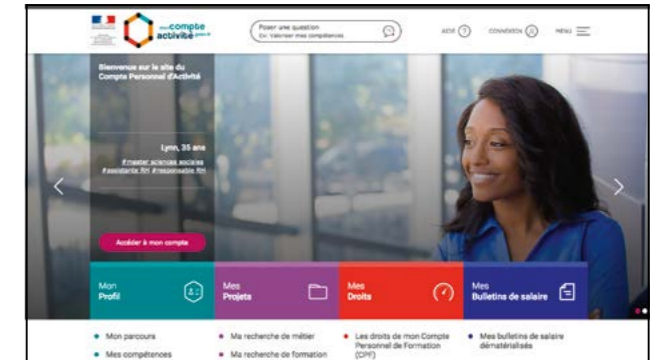 mon compte
activité .gouv.fr
Poser une question
Ex: Valoriser mes compétences
AIDE
CONNEXION
MENU
Bienvenue sur le site du
Compte Personnel d'Activité
Lynn, 35 ans
#master sciences sociales
#assistante RH #responsable RH
Accéder à mon compte
Mon
Profil
Mes
Projets
Mes
Droits
Mes
Bulletins de salaire
Mon parcours
Mes compétences
Ma recherche de métier
Ma recherche de formation
Les droits de mon Compte
Personnel de Formation
(CPF)
Mes bulletins de salaire
dématérialisés